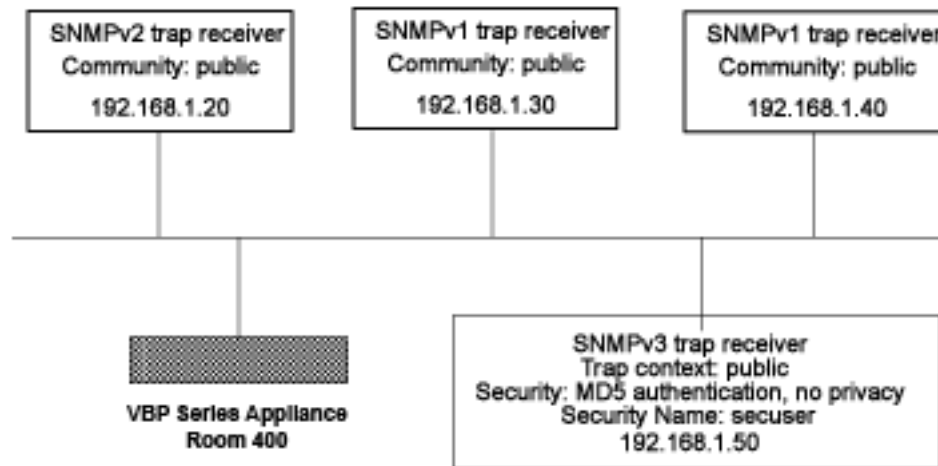 SNMPv2 trap receiver
Community: public
192.168.1.20
SNMPv1 trap receiver
Community: public
192.168.1.30
SNMPv1 trap receiver
Community: public
192.168.1.40
VBP Series Appliance
Room 400
SNMPv3 trap receiver
Trap context: public
Security: MD5 authentication, no privacy
Security Name: secuser
192.168.1.50